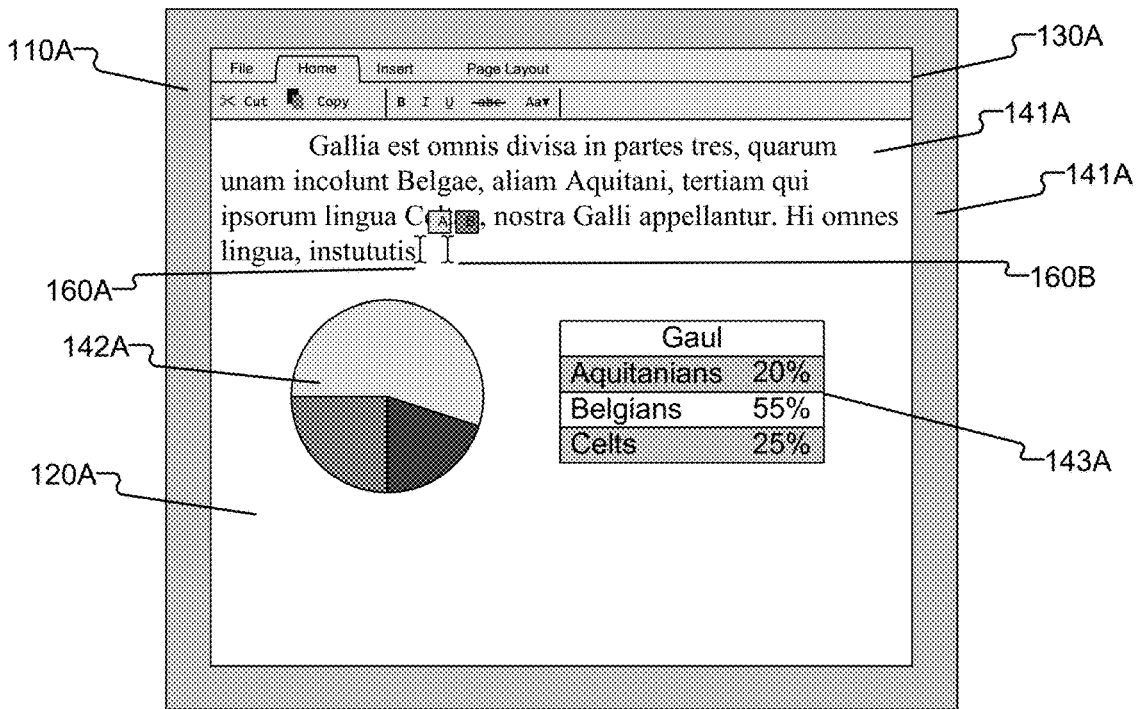 110A
130A
File Home Insert Page Layout
Cut Copy B I U abc Aa▾
141A
Gallia est omnis divisa in partes tres, quarum
unam incolunt Belgae, aliam Aquitani, tertiam qui
141A
ipsorum lingua A B, nostra Galli appellantur. Hi omnes
lingua, instututis
160A
160B
142A
Gaul
Aquitanians 20%
Belgians 55%
Celts 25%
143A
120A